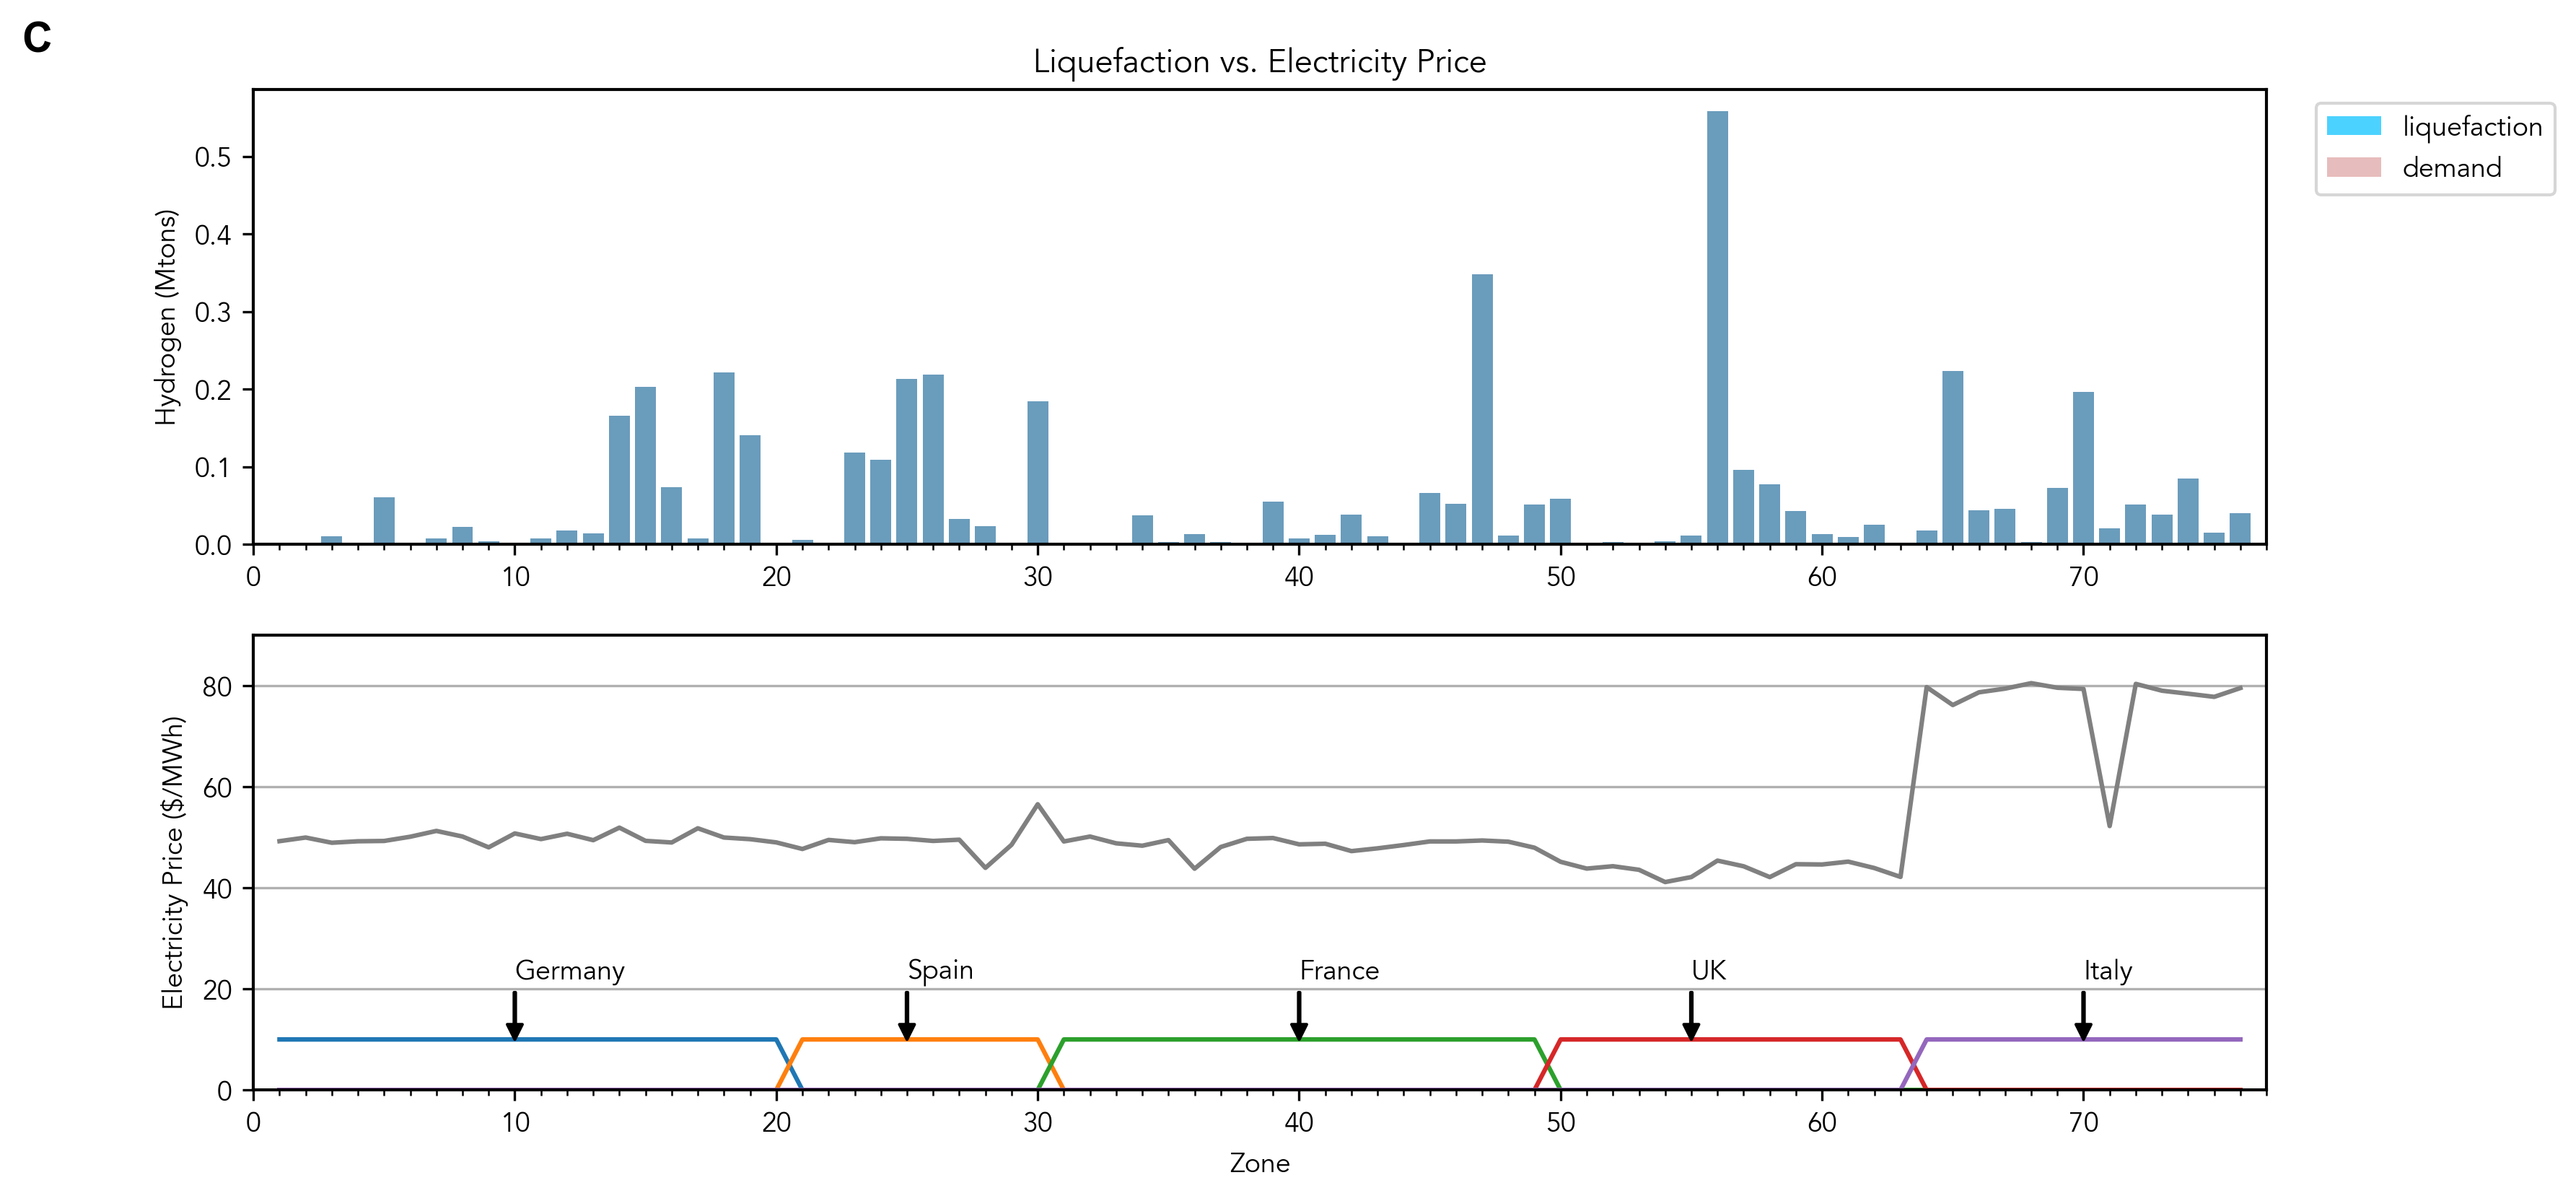 C
Liquefaction vs. Electricity Price
liquefaction
demand
Hydrogen (Mtons)
0.5
0.4
0.3
0.2
0.1
0.0
0 10 20 30 40 50 60 70
Electricity Price ($/MWh)
80
60
40
20
0
Germany Spain France UK Italy
0 10 20 30 40 50 60 70
Zone